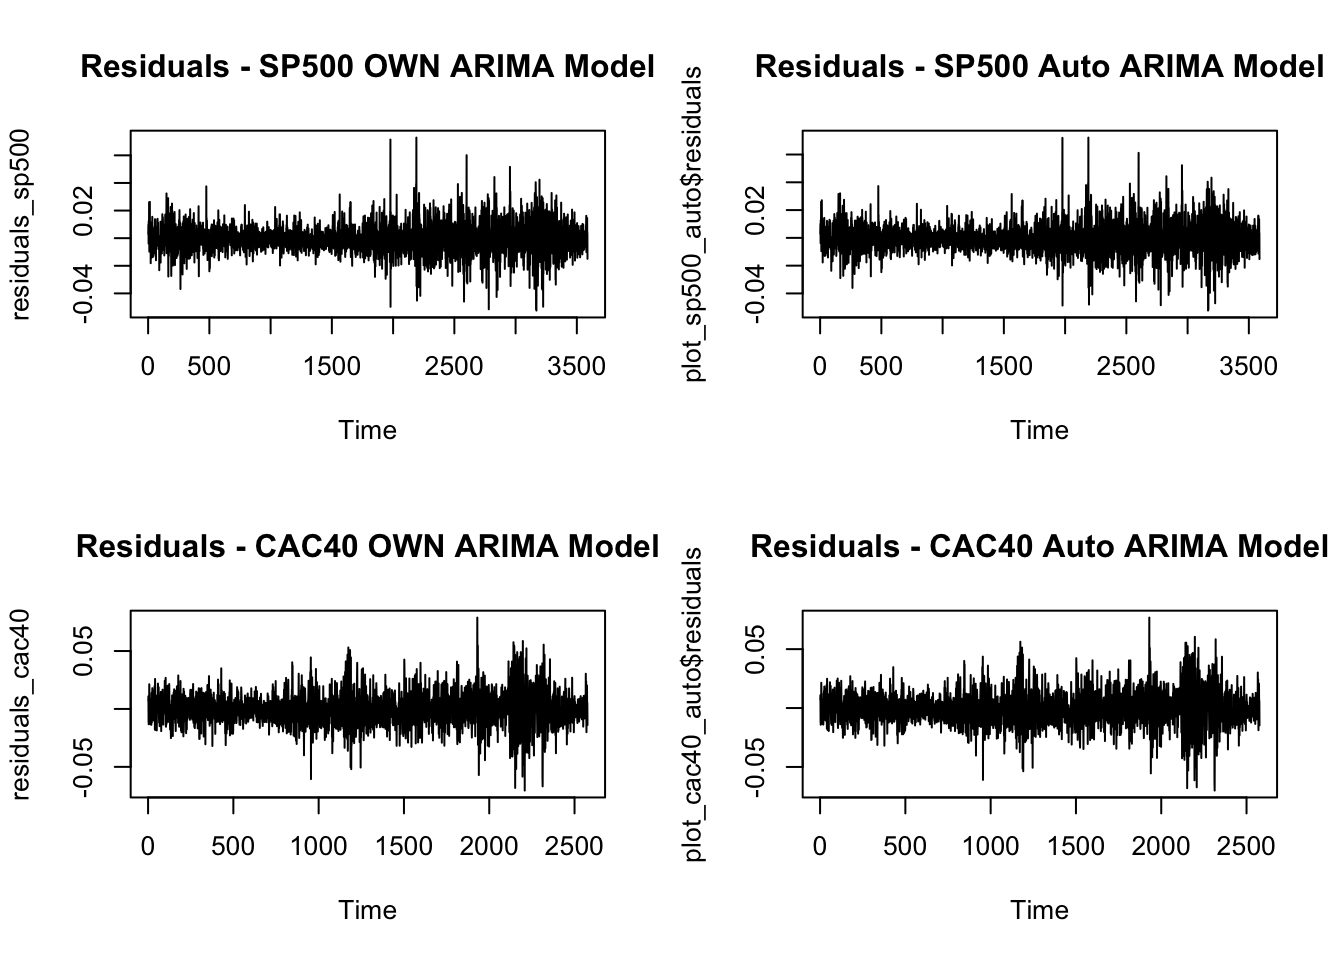 Residuals - SP500 OWN ARIMA Model
residuals_sp500
0.02
-0.04
0 500 1500 2500 3500
Time
Residuals - SP500 Auto ARIMA Model
plot_sp500_auto$residuals
0.02
-0.04
0 500 1500 2500 3500
Time
Residuals - CAC40 OWN ARIMA Model
residuals_cac40
0.05
-0.05
0 500 1000 1500 2000 2500
Time
Residuals - CAC40 Auto ARIMA Model
plot_cac40_auto$residuals
0.05
-0.05
0 500 1000 1500 2000 2500
Time